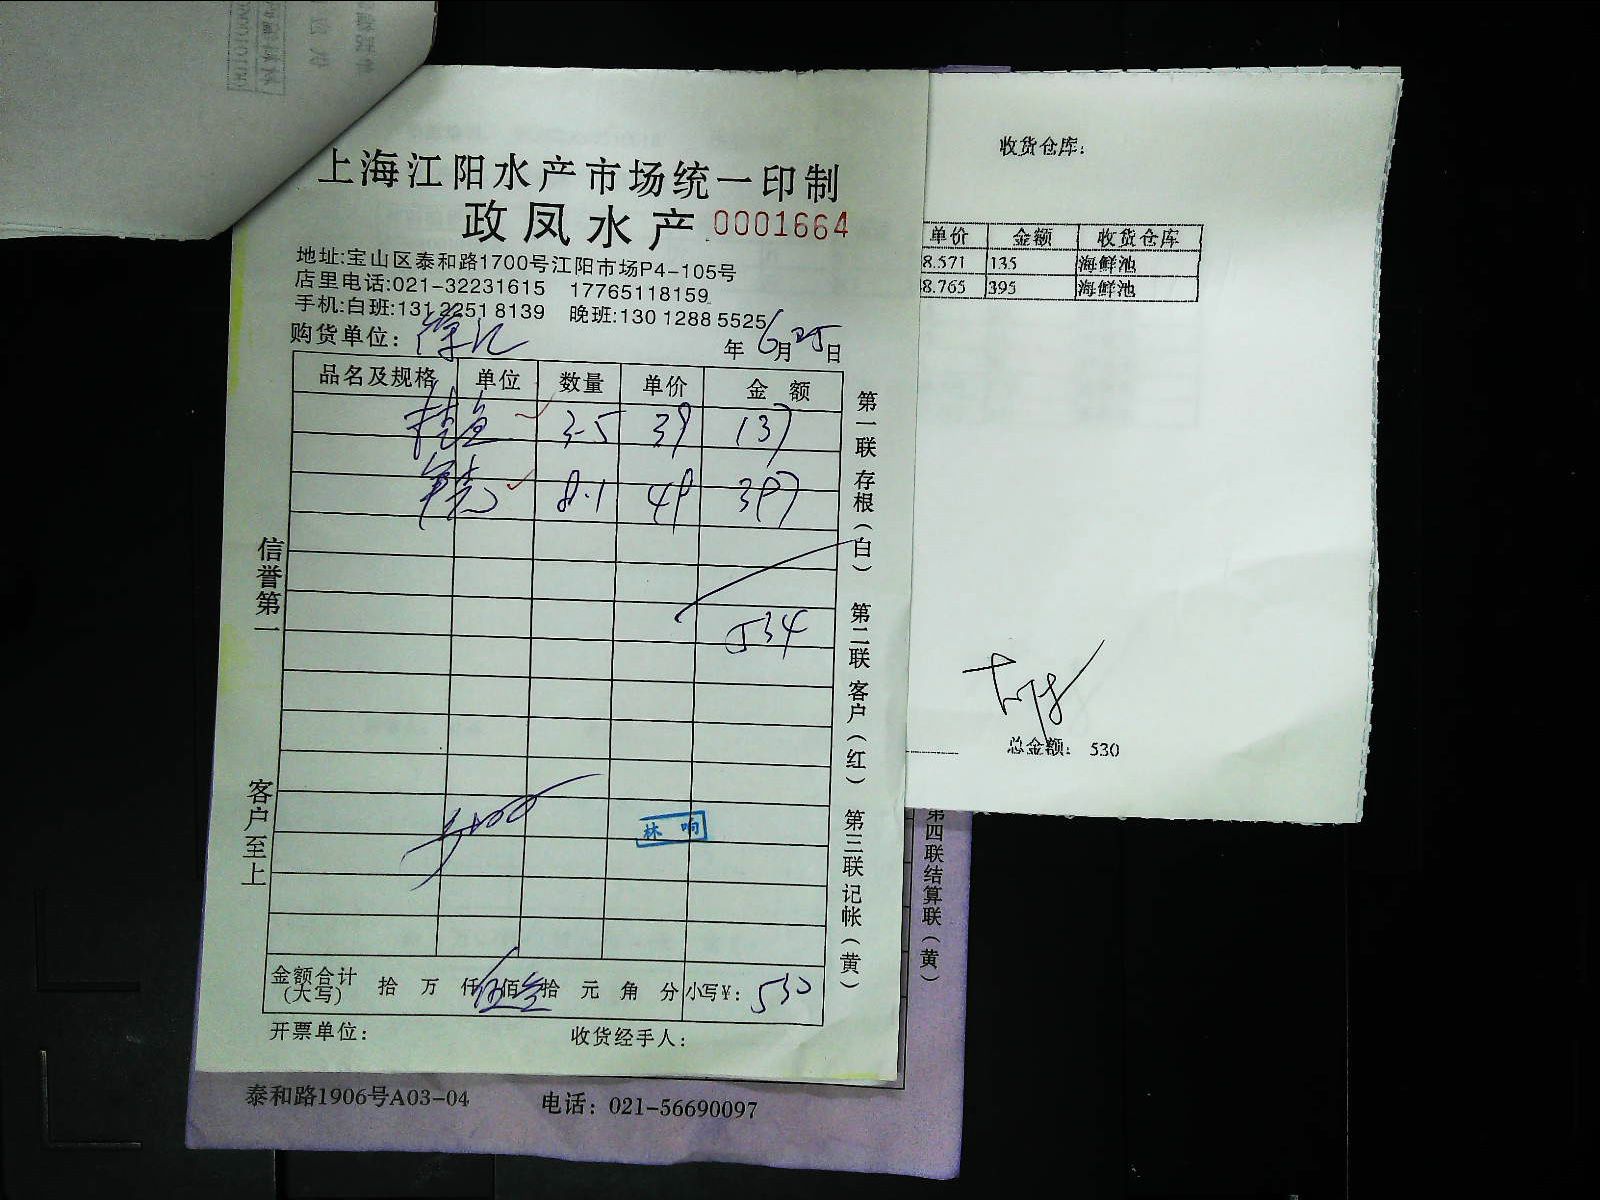 上海江阳水产市场统一印制
政凤水产 0001664
地址:宝山区泰和路1700号江阳市场P4-105号
店里电话:021-32231615 17765118159
手机:白班:131 2251 8139 晚班:130 1288 5525
购货单位: 徐汇 年 6月25日
品名及规格 单位 数量 单价 金额
桂鱼 3.5 39 137
8.1 49 397
534
林响
金额合计(大写) 拾 万 仟 伍佰叁拾 元 角 分 小写¥: 530
开票单位: 收货经手人:
信誉第一
客户至上
第一联 存根(白) 第二联 客户(红) 第三联 记帐(黄)
收货仓库:
单价 金额 收货仓库
8.571 135 海鲜池
8.765 395 海鲜池
总金额: 530
第四联结算联(黄)
泰和路1906号A03-04 电话: 021-56690097